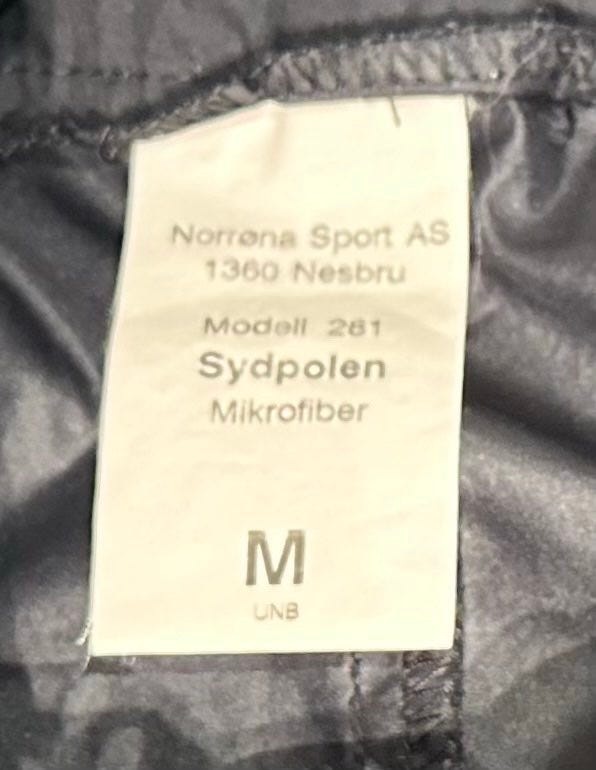 Norrøna Sport AS
1360 Nesbru
Modell 281
Sydpolen
Mikrofiber
M
UNB